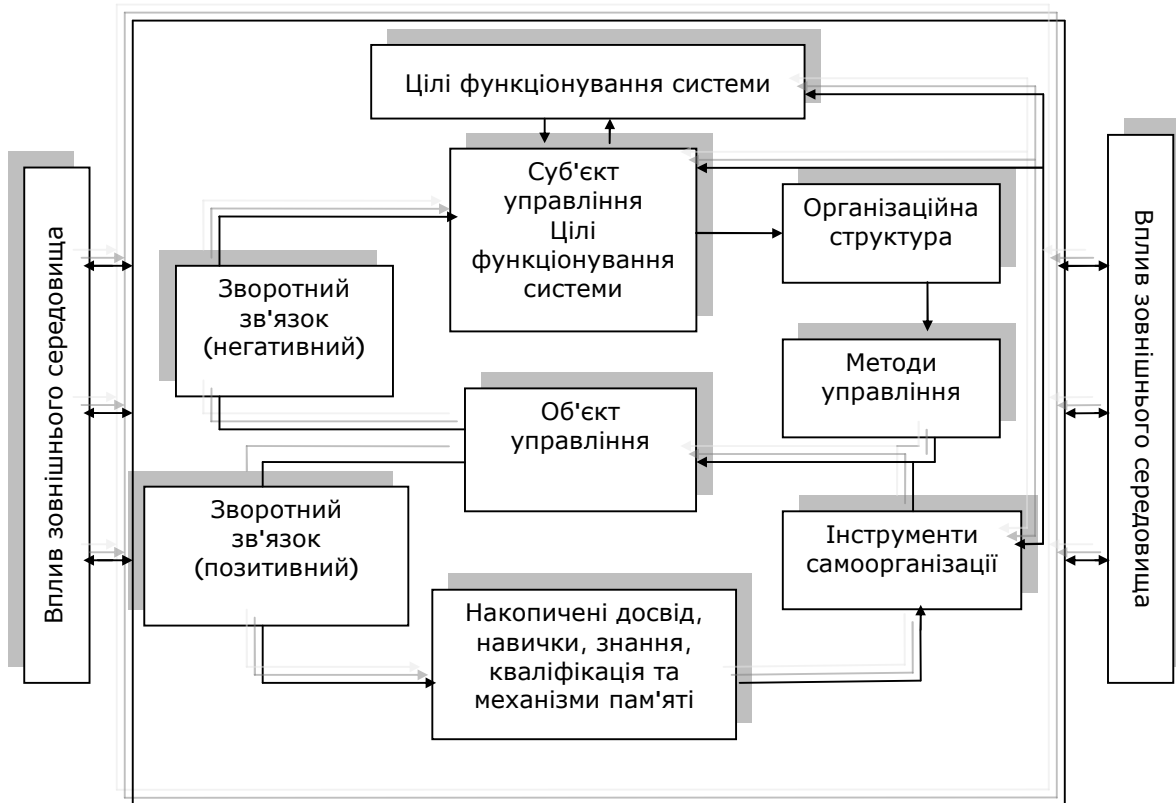 Цілі функціонування системи
Суб'єкт
управління
Цілі
функціонування
системи
Організаційна
структура
Зворотний
зв'язок
(негативний)
Методи
управління
Об'єкт
управління
Зворотний
зв'язок
(позитивний)
Інструменти
самоорганізації
Накопичені досвід,
навички, знання,
кваліфікація та
механізми пам'яті
Вплив зовнішнього середовища
Вплив зовнішнього середовища